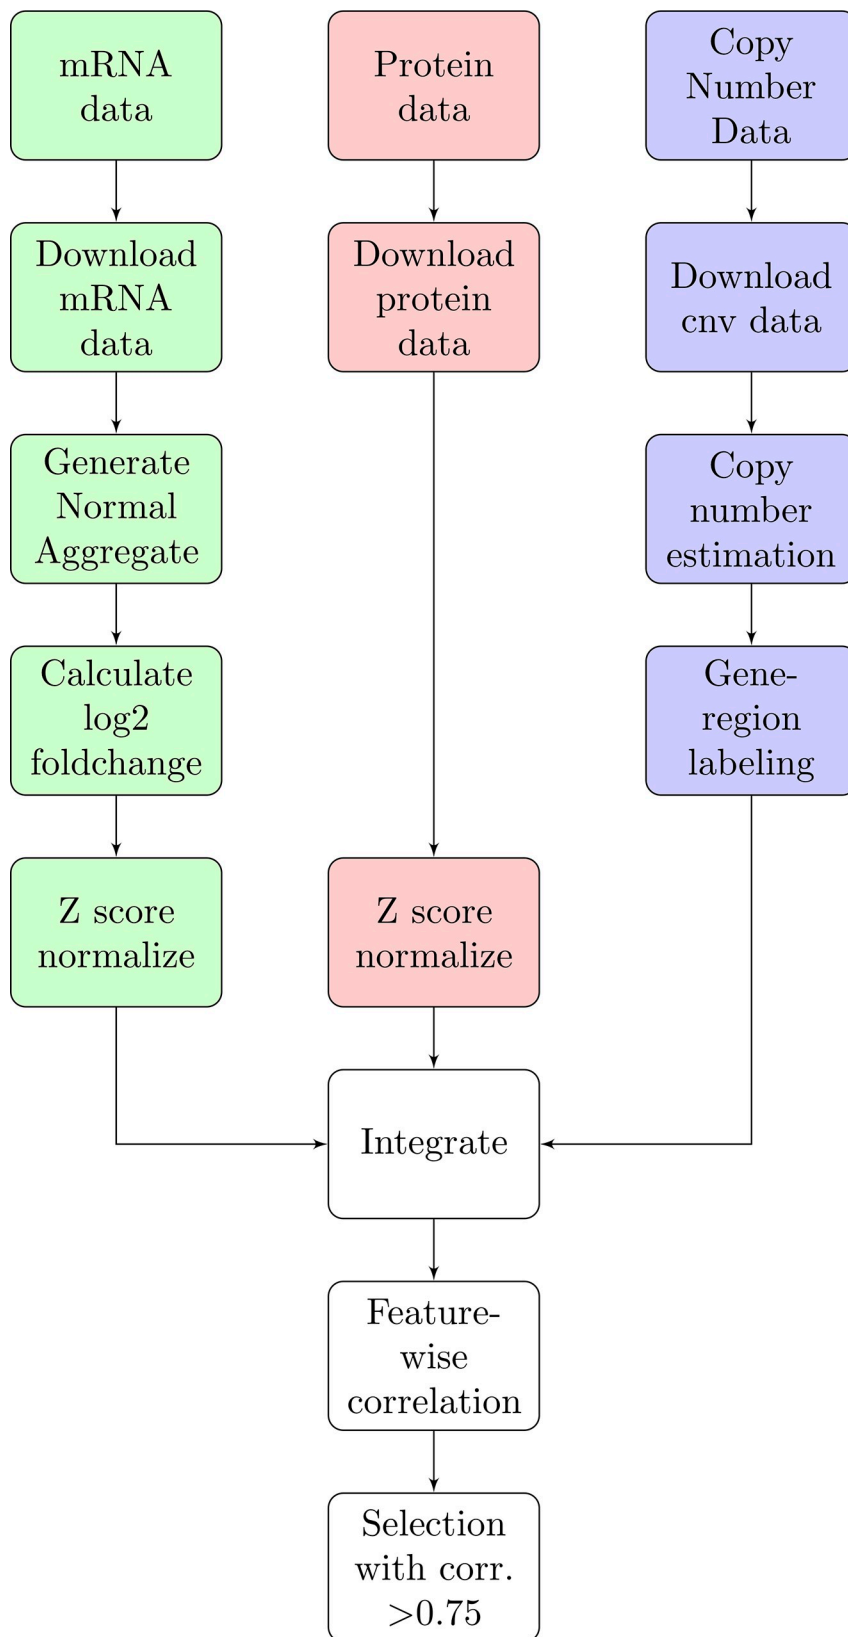 mRNA
data
Protein
data
Copy
Number
Data
Download
mRNA
data
Download
protein
data
Download
cnv data
Generate
Normal
Aggregate
Copy
number
estimation
Calculate
log2
foldchange
Gene-
region
labeling
Z score
normalize
Z score
normalize
Integrate
Feature-
wise
correlation
Selection
with corr.
>0.75